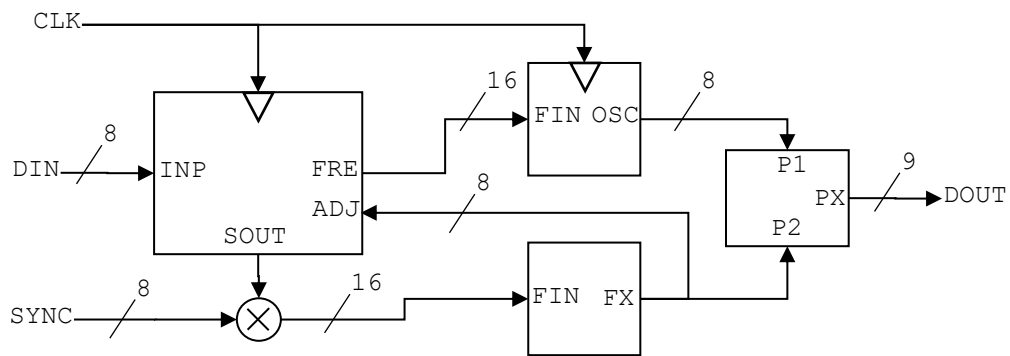 CLK
16
8
FIN OSC
8
DIN
INP
FRE
P1
9
8
PX
DOUT
ADJ
P2
SOUT
8
16
FIN FX
SYNC